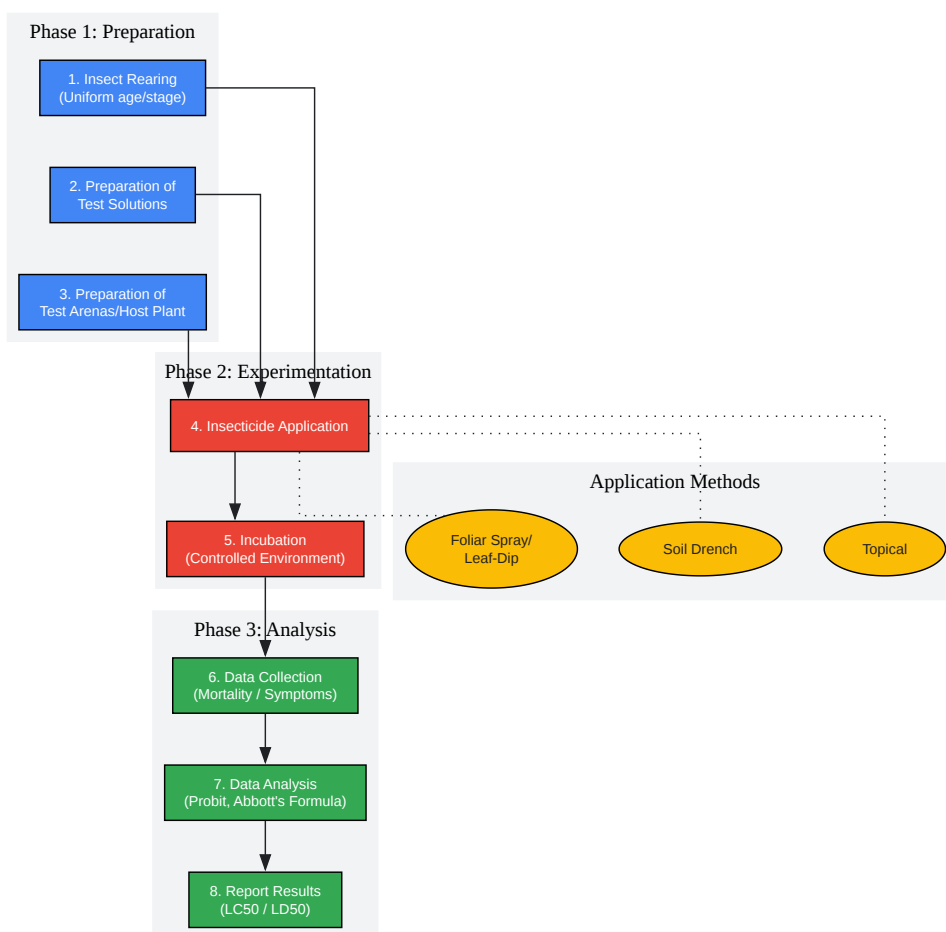 Phase 1: Preparation
1. Insect Rearing
(Uniform age/stage)
2. Preparation of
Test Solutions
3. Preparation of
Test Arenas/Host Plant
Phase 2: Experimentation
4. Insecticide Application
Application Methods
5. Incubation
(Controlled Environment)
Foliar Spray/
Leaf-Dip
Soil Drench
Topical
Phase 3: Analysis
6. Data Collection
(Mortality / Symptoms)
7. Data Analysis
(Probit, Abbott's Formula)
8. Report Results
(LC50 / LD50)